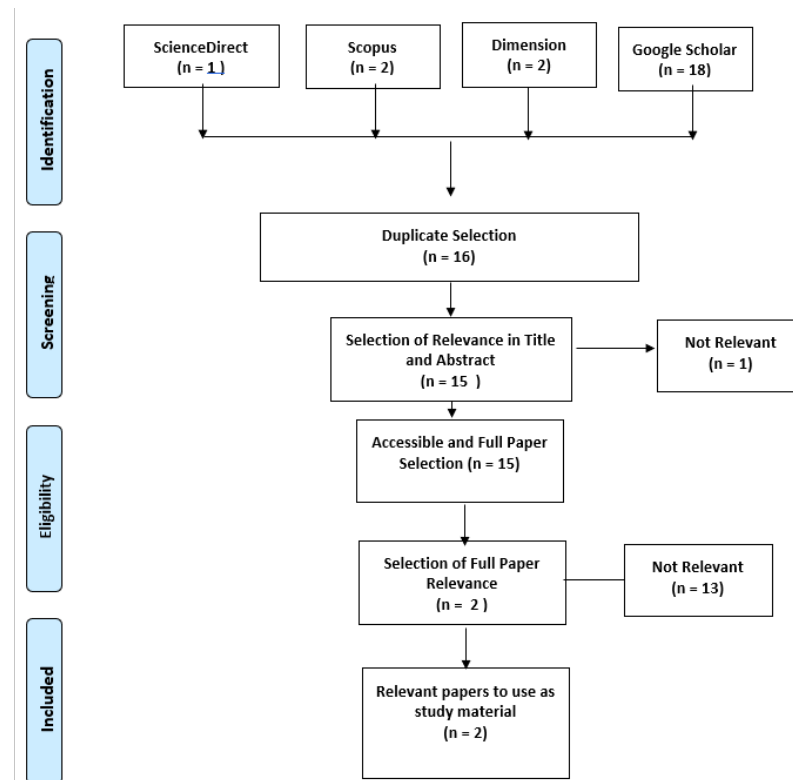 Identification
ScienceDirect
(n = 1 )
Scopus
(n = 2)
Dimension
(n = 2)
Google Scholar
(n = 18)
Screening
Duplicate Selection
(n = 16)
Selection of Relevance in Title
and Abstract
(n = 15 )
Not Relevant
(n = 1)
Eligibility
Accessible and Full Paper
Selection (n = 15)
Selection of Full Paper
Relevance
(n = 2 )
Not Relevant
(n = 13)
Included
Relevant papers to use as
study material
(n = 2)